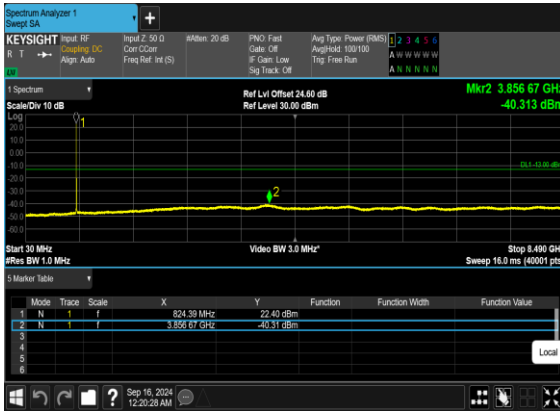 Spectrum Analyzer 1
Swept SA
+
KEYSIGHT Input: RF Input Z: 50 Ω #Atten: 20 dB PNO: Fast Avg Type: Power (RMS) 1 2 3 4 5 6
R T Coupling: DC Corr CCorr Gate: Off Avg|Hold: 100/100 A W W W W W
Align: Auto Freq Ref: Int (S) IF Gain: Low Trig: Free Run
Sig Track: Off A N N N N N
1 Spectrum
Ref Lvl Offset 24.60 dB Mkr2 3.856 67 GHz
Scale/Div 10 dB Ref Level 30.00 dBm -40.313 dBm
Log
1
20.0
10.0
0.00
-10.0
DL1 -13.00 dBm
-20.0
-30.0
2
-40.0
-50.0
-60.0
Start 30 MHz Video BW 3.0 MHz* Stop 8.490 GHz
#Res BW 1.0 MHz Sweep 16.0 ms (40001 pts
5 Marker Table
Mode Trace Scale X Y Function Function Width Function Value
1 N 1 f 824.39 MHz 22.40 dBm
2 N 1 f 3.856 67 GHz -40.31 dBm
3
4
5
6
Local
?
Sep 16, 2024
12:20:28 AM